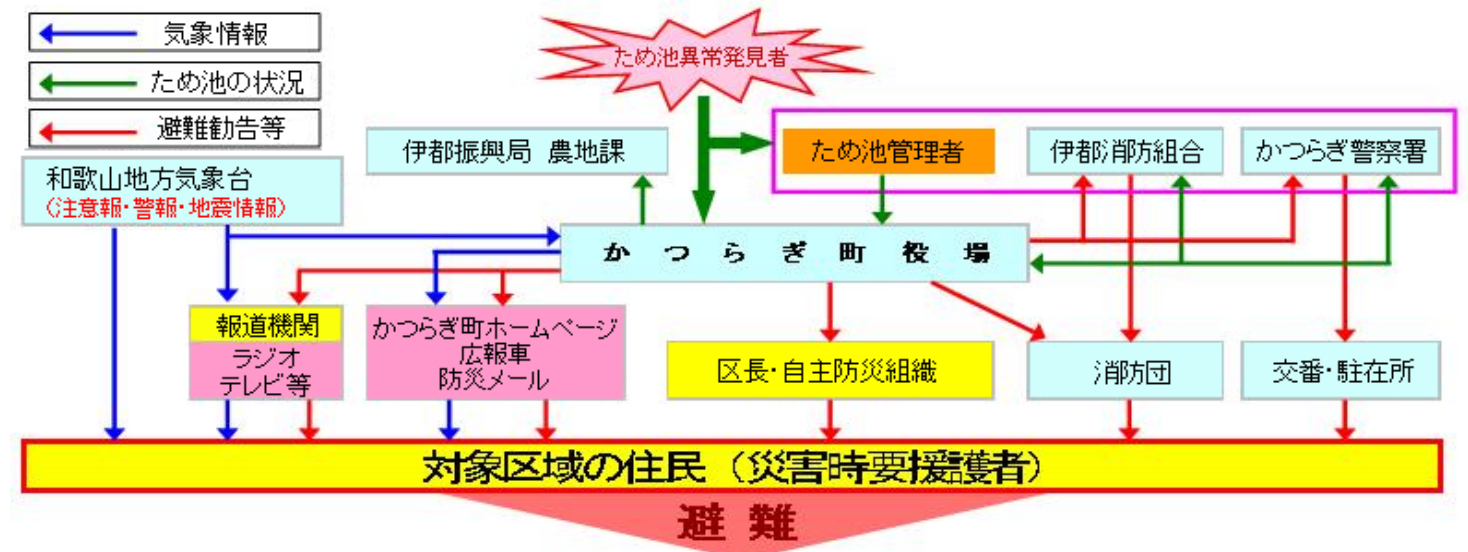 気象情報
ため池の状況
避難勧告等
ため池異常発見者
伊都振興局 農地課
ため池管理者
伊都消防組合
かつらぎ警察署
和歌山地方気象台
(注意報・警報・地震情報)
かつらぎ町役場
報道機関
ラジオ
テレビ等
かつらぎ町ホームページ
広報車
防災メール
区長・自主防災組織
消防団
交番・駐在所
対象区域の住民（災害時要援護者）
避難